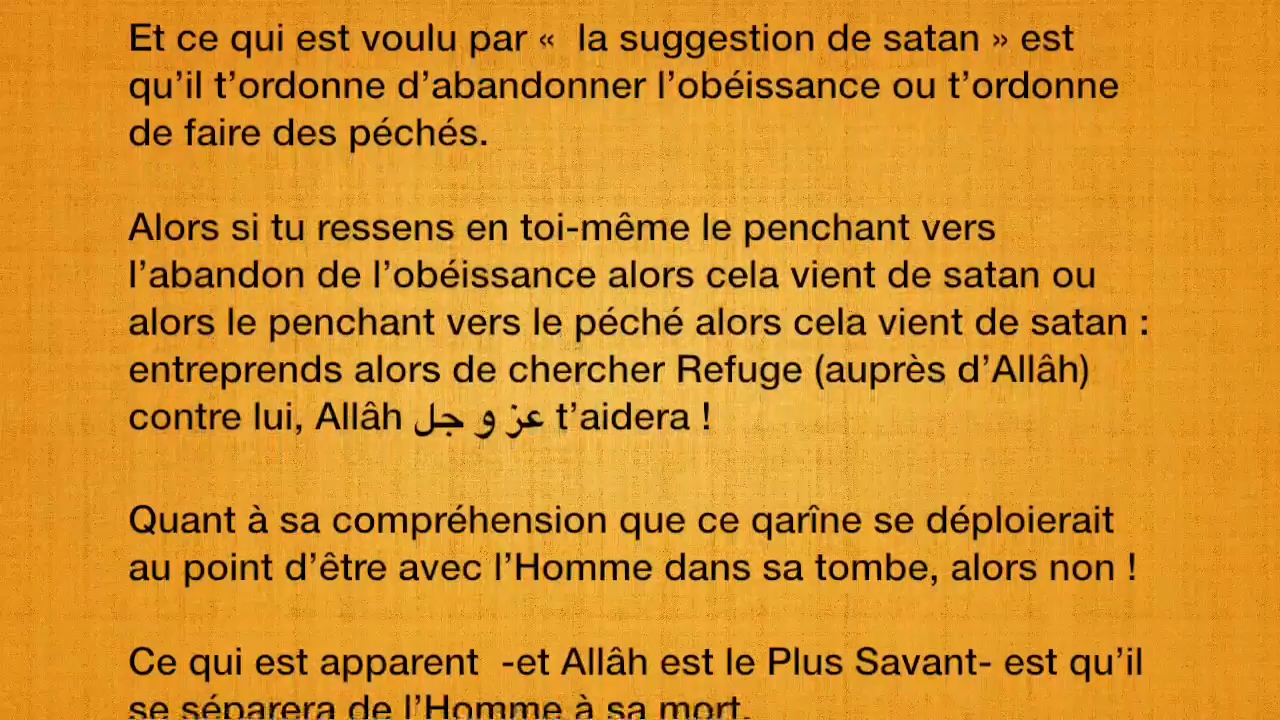 Et ce qui est voulu par «  la suggestion de satan » est
qu’il t’ordonne d’abandonner l’obéissance ou t’ordonne
de faire des péchés.
Alors si tu ressens en toi-même le penchant vers
l’abandon de l’obéissance alors cela vient de satan ou
alors le penchant vers le péché alors cela vient de satan :
entreprends alors de chercher Refuge (auprès d’Allâh)
contre lui, Allâh عز و جل t’aidera !
Quant à sa compréhension que ce qarîne se déploierait
au point d’être avec l’Homme dans sa tombe, alors non !
Ce qui est apparent  -et Allâh est le Plus Savant- est qu’il
se séparera de l’Homme à sa mort.